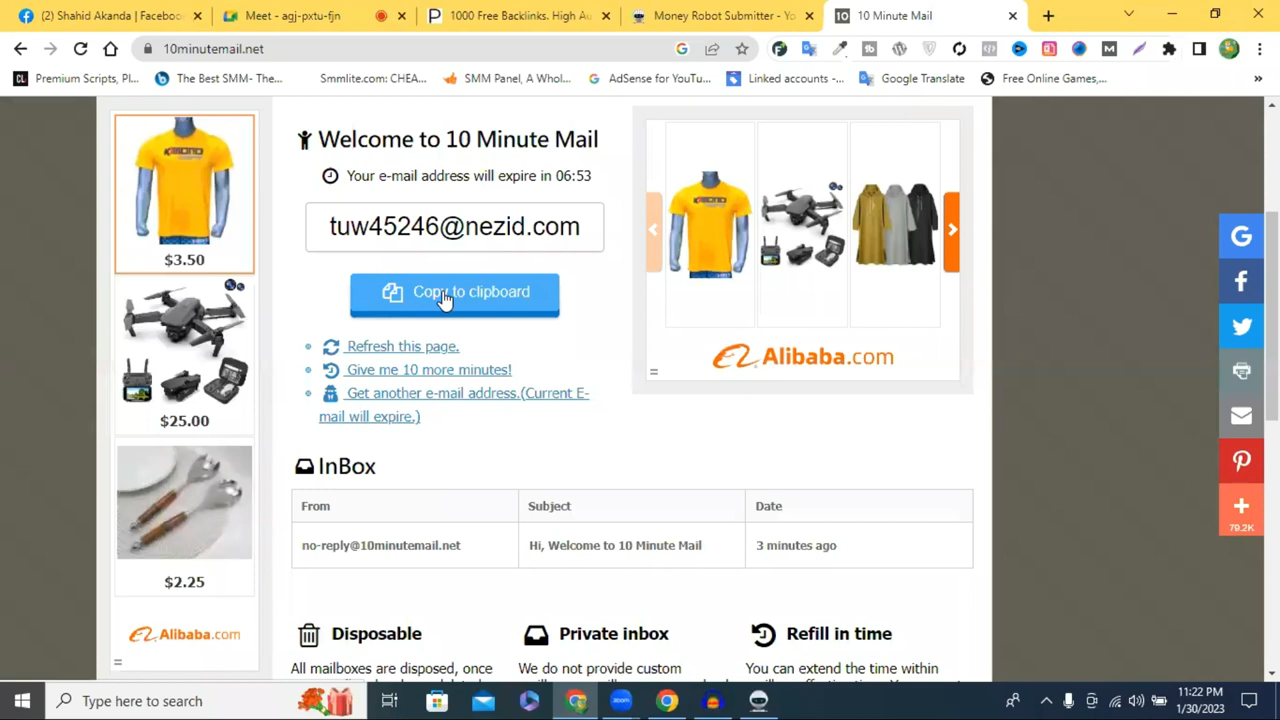 (2) Shahid Akanda | Faceboo
Meet - agj-pxtu-fjn
1000 Free Backlinks. High Au
Money Robot Submitter - Yo
10 10 Minute Mail
10minutemail.net
CL Premium Scripts, Pl...
The Best SMM- The...
Smmlite.com: CHEA...
SMM Panel, A Whol...
AdSense for YouTu...
Linked accounts -...
Google Translate
Free Online Games,...
»
$3.50
$25.00
$2.25
Alibaba.com
Welcome to 10 Minute Mail
Your e-mail address will expire in 06:53
tuw45246@nezid.com
Copy to clipboard
Refresh this page.
Give me 10 more minutes!
Get another e-mail address.(Current E-
mail will expire.)
Alibaba.com
InBox
From Subject Date
no-reply@10minutemail.net Hi, Welcome to 10 Minute Mail 3 minutes ago
Disposable
All mailboxes are disposed, once
Private inbox
We do not provide custom
Refill in time
You can extend the time within
79.2K
Type here to search
zoom
11:22 PM
1/30/2023